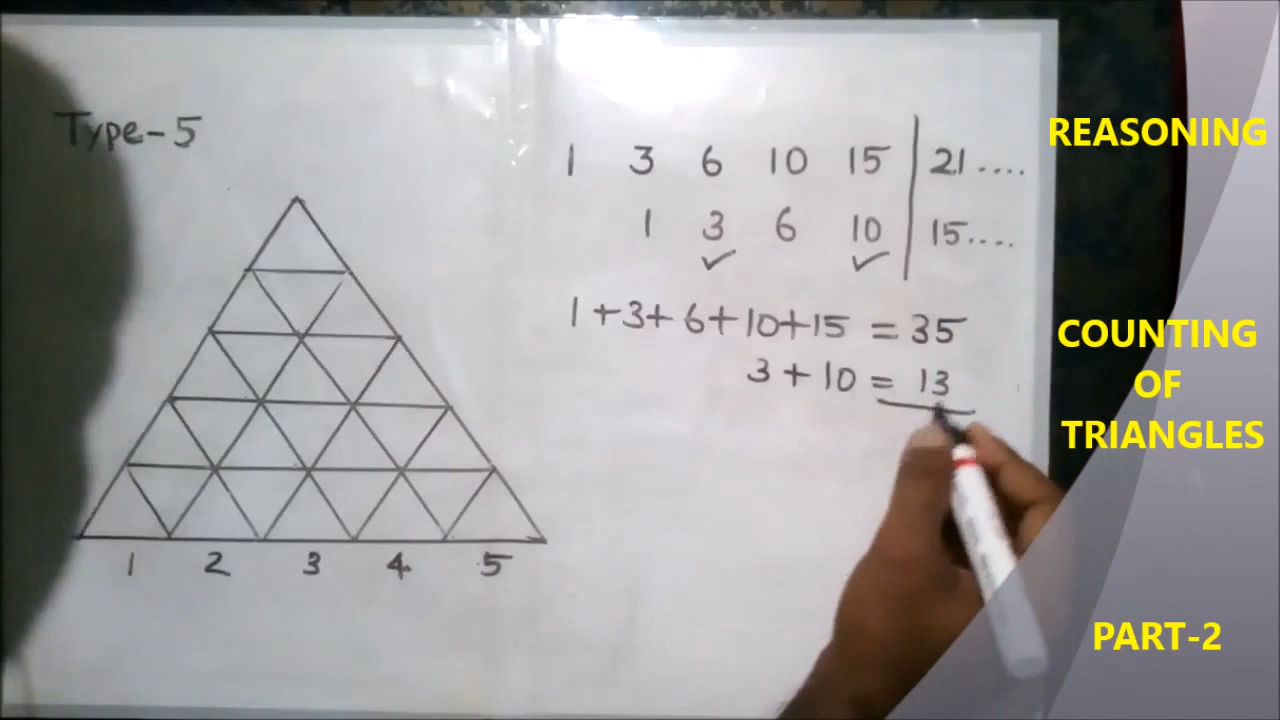 Type-5
1 3 6 10 15 21....
1 3 6 10 15....
1+3+6+10+15 = 35
3+10 = 13
1 2 3 4 5
REASONING
COUNTING
OF
TRIANGLES
PART-2